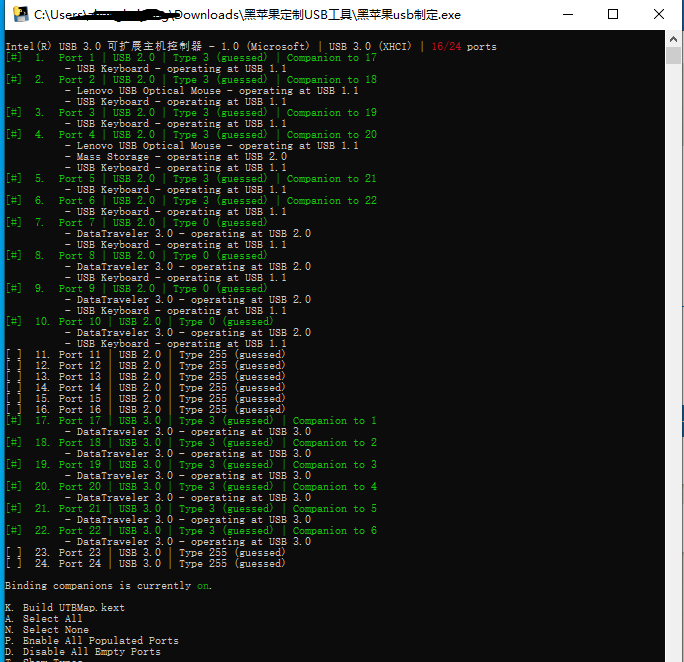 C:\Users\ \Downloads\黑苹果定制USB工具\黑苹果usb制定.exe
Intel(R) USB 3.0 可扩展主机控制器 - 1.0 (Microsoft) | USB 3.0 (XHCI) | 16/24 ports
[#] 1. Port 1 | USB 2.0 | Type 3 (guessed) | Companion to 17
- USB Keyboard - operating at USB 1.1
[#] 2. Port 2 | USB 2.0 | Type 3 (guessed) | Companion to 18
- Lenovo USB Optical Mouse - operating at USB 1.1
- USB Keyboard - operating at USB 1.1
[#] 3. Port 3 | USB 2.0 | Type 3 (guessed) | Companion to 19
- USB Keyboard - operating at USB 1.1
[#] 4. Port 4 | USB 2.0 | Type 3 (guessed) | Companion to 20
- Lenovo USB Optical Mouse - operating at USB 1.1
- Mass Storage - operating at USB 2.0
- USB Keyboard - operating at USB 1.1
[#] 5. Port 5 | USB 2.0 | Type 3 (guessed) | Companion to 21
- USB Keyboard - operating at USB 1.1
[#] 6. Port 6 | USB 2.0 | Type 3 (guessed) | Companion to 22
- USB Keyboard - operating at USB 1.1
[#] 7. Port 7 | USB 2.0 | Type 0 (guessed)
- DataTraveler 3.0 - operating at USB 2.0
- USB Keyboard - operating at USB 1.1
[#] 8. Port 8 | USB 2.0 | Type 0 (guessed)
- DataTraveler 3.0 - operating at USB 2.0
- USB Keyboard - operating at USB 1.1
[#] 9. Port 9 | USB 2.0 | Type 0 (guessed)
- DataTraveler 3.0 - operating at USB 2.0
- USB Keyboard - operating at USB 1.1
[#] 10. Port 10 | USB 2.0 | Type 0 (guessed)
- DataTraveler 3.0 - operating at USB 2.0
- USB Keyboard - operating at USB 1.1
[ ] 11. Port 11 | USB 2.0 | Type 255 (guessed)
[ ] 12. Port 12 | USB 2.0 | Type 255 (guessed)
[ ] 13. Port 13 | USB 2.0 | Type 255 (guessed)
[ ] 14. Port 14 | USB 2.0 | Type 255 (guessed)
[ ] 15. Port 15 | USB 2.0 | Type 255 (guessed)
[ ] 16. Port 16 | USB 2.0 | Type 255 (guessed)
[#] 17. Port 17 | USB 3.0 | Type 3 (guessed) | Companion to 1
- DataTraveler 3.0 - operating at USB 3.0
[#] 18. Port 18 | USB 3.0 | Type 3 (guessed) | Companion to 2
- DataTraveler 3.0 - operating at USB 3.0
[#] 19. Port 19 | USB 3.0 | Type 3 (guessed) | Companion to 3
- DataTraveler 3.0 - operating at USB 3.0
[#] 20. Port 20 | USB 3.0 | Type 3 (guessed) | Companion to 4
- DataTraveler 3.0 - operating at USB 3.0
[#] 21. Port 21 | USB 3.0 | Type 3 (guessed) | Companion to 5
- DataTraveler 3.0 - operating at USB 3.0
[#] 22. Port 22 | USB 3.0 | Type 3 (guessed) | Companion to 6
- DataTraveler 3.0 - operating at USB 3.0
[ ] 23. Port 23 | USB 3.0 | Type 255 (guessed)
[ ] 24. Port 24 | USB 3.0 | Type 255 (guessed)
Binding companions is currently on.
K. Build UTBMap.kext
A. Select All
N. Select None
P. Enable All Populated Ports
D. Disable All Empty Ports